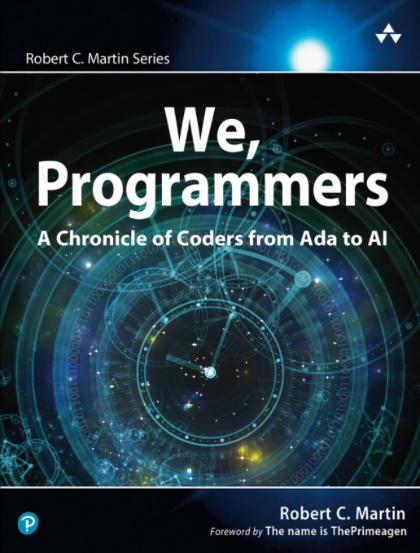 Robert C. Martin Series
We,
Programmers
A Chronicle of Coders from Ada to AI
Robert C. Martin
Foreword by The name is ThePrimeagen